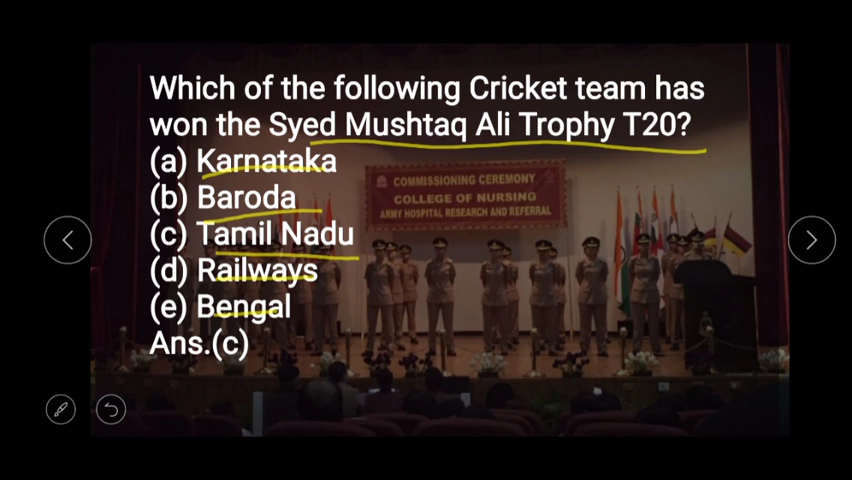 Which of the following Cricket team has
won the Syed Mushtaq Ali Trophy T20?
(a) Karnataka
(b) Baroda
(c) Tamil Nadu
(d) Railways
(e) Bengal
Ans.(c)
COMMISSIONING CEREMONY
COLLEGE OF NURSING
ARMY HOSPITAL RESEARCH AND REFERRAL